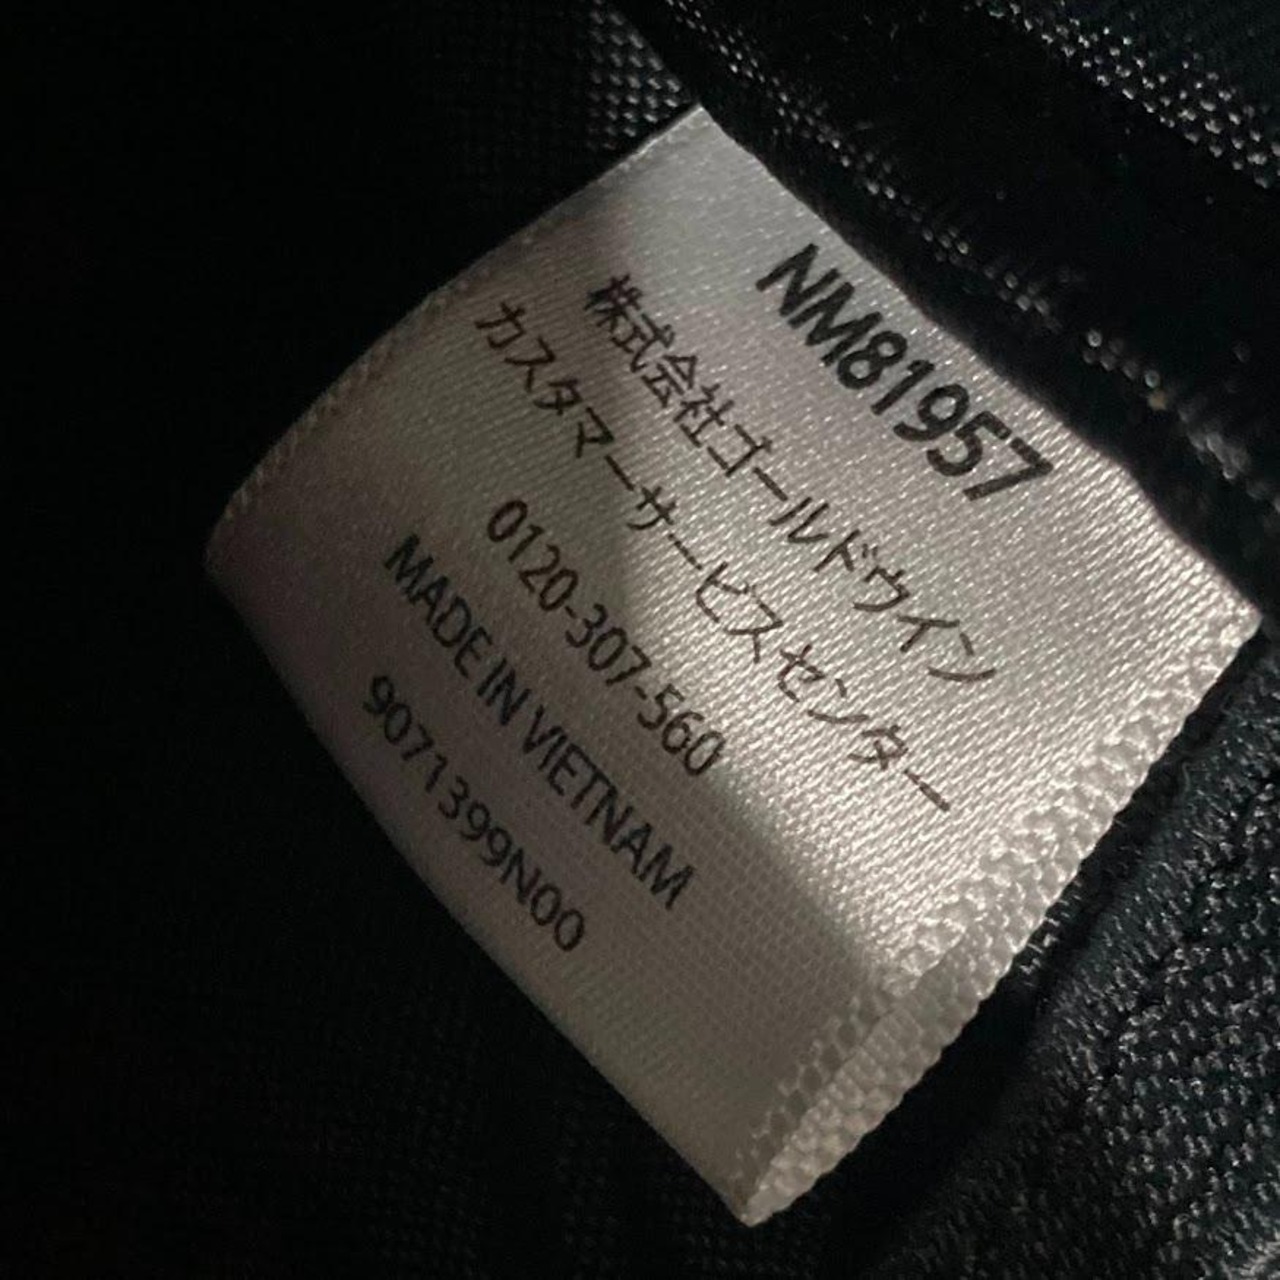 NM81957
株式会社ゴールドウイン
カスタマーサービスセンター
0120-307-560
MADE IN VIETNAM
9071399N00